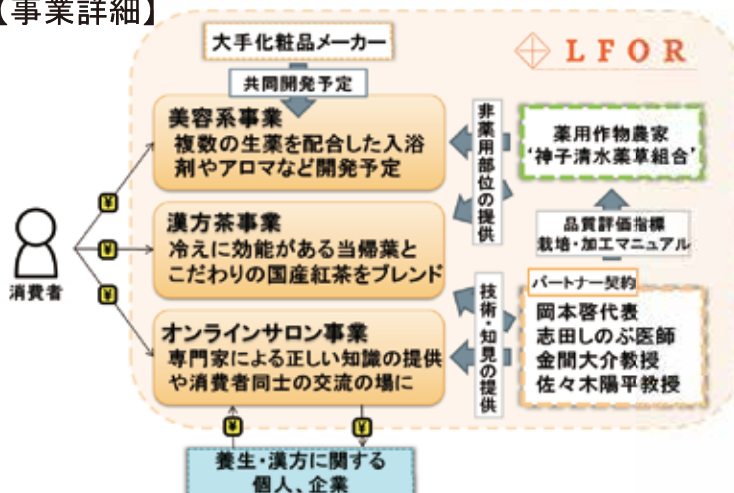 【事業詳細】
大手化粧品メーカー
LFOR
共同開発予定
美容系事業
複数の生薬を配合した入浴
剤やアロマなど開発予定
非薬用部位の提供
薬用作物農家
‘神子清水薬草組合’
漢方茶事業
冷えに効能がある当帰葉と
こだわりの国産紅茶をブレンド
品質評価指標
栽培・加工マニュアル
消費者
パートナー契約
岡本啓代表
志田しのぶ医師
金間大介教授
佐々木陽平教授
オンラインサロン事業
専門家による正しい知識の提供
や消費者同士の交流の場に
技術・知見の提供
¥
¥
¥
¥
¥
養生・漢方に関する
個人、企業